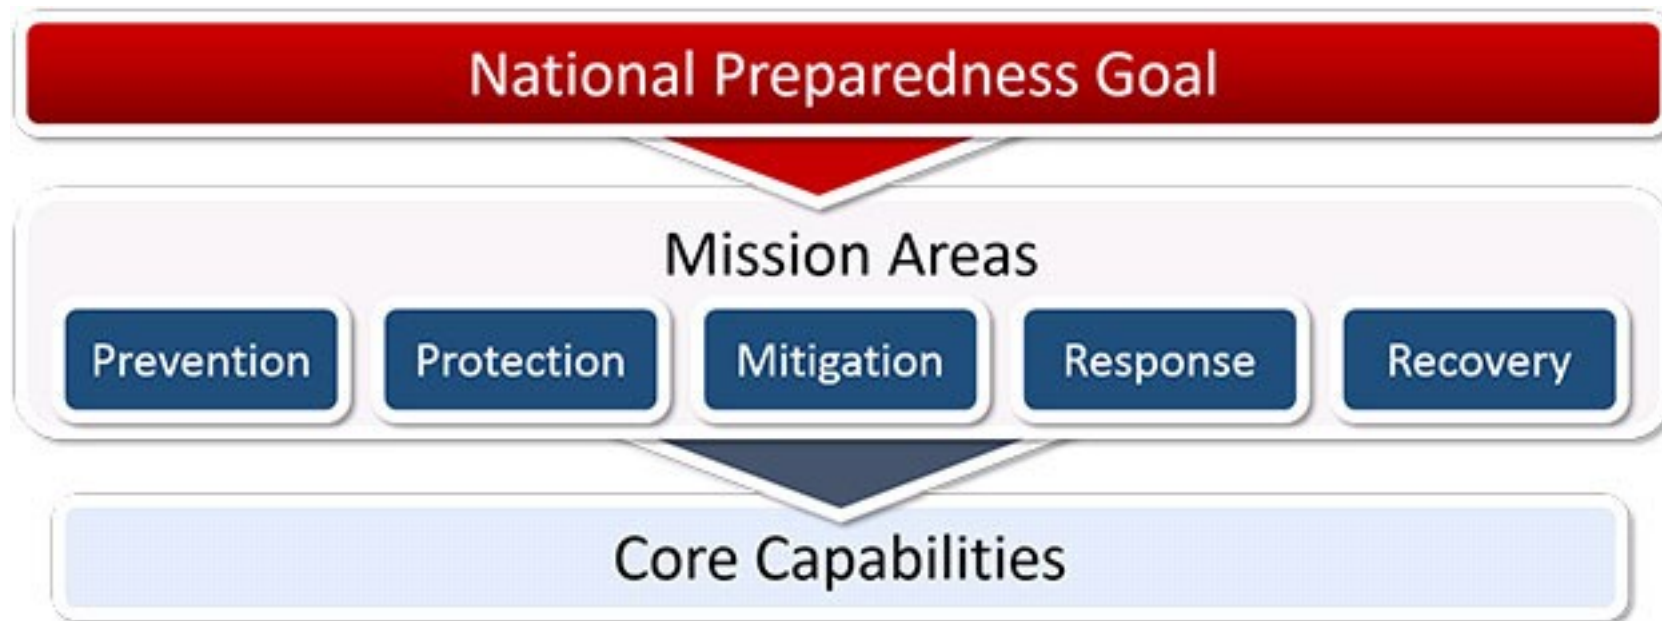 National Preparedness Goal
Mission Areas
Prevention
Protection
Mitigation
Response
Recovery
Core Capabilities